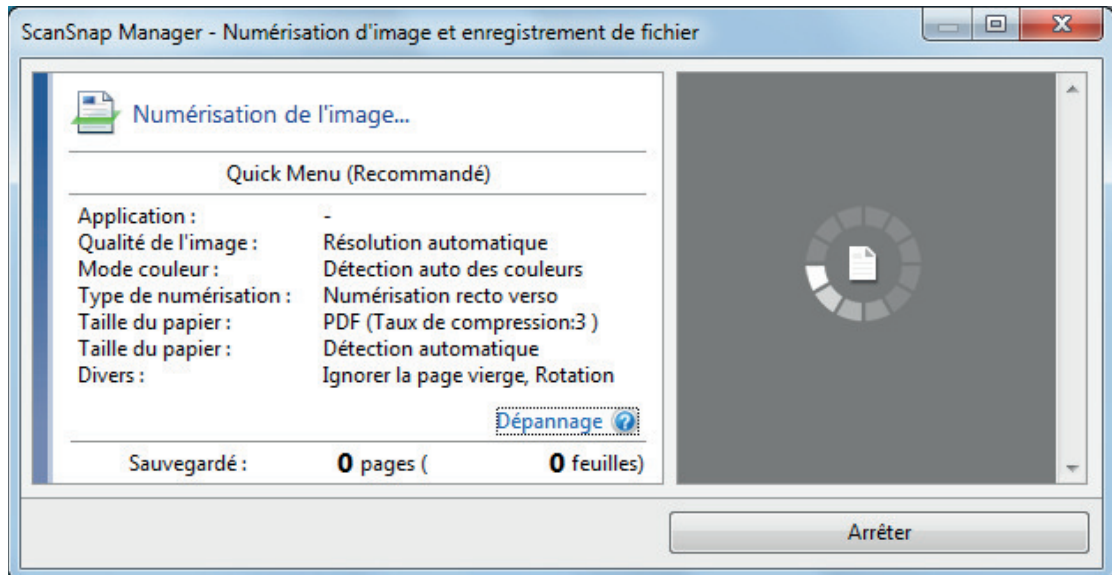 ScanSnap Manager - Numérisation d'image et enregistrement de fichier
Numérisation de l'image...
Quick Menu (Recommandé)
Application : -
Qualité de l'image : Résolution automatique
Mode couleur : Détection auto des couleurs
Type de numérisation : Numérisation recto verso
Taille du papier : PDF (Taux de compression:3 )
Taille du papier : Détection automatique
Divers : Ignorer la page vierge, Rotation
Dépannage
Sauvegardé : 0 pages ( 0 feuilles)
Arrêter